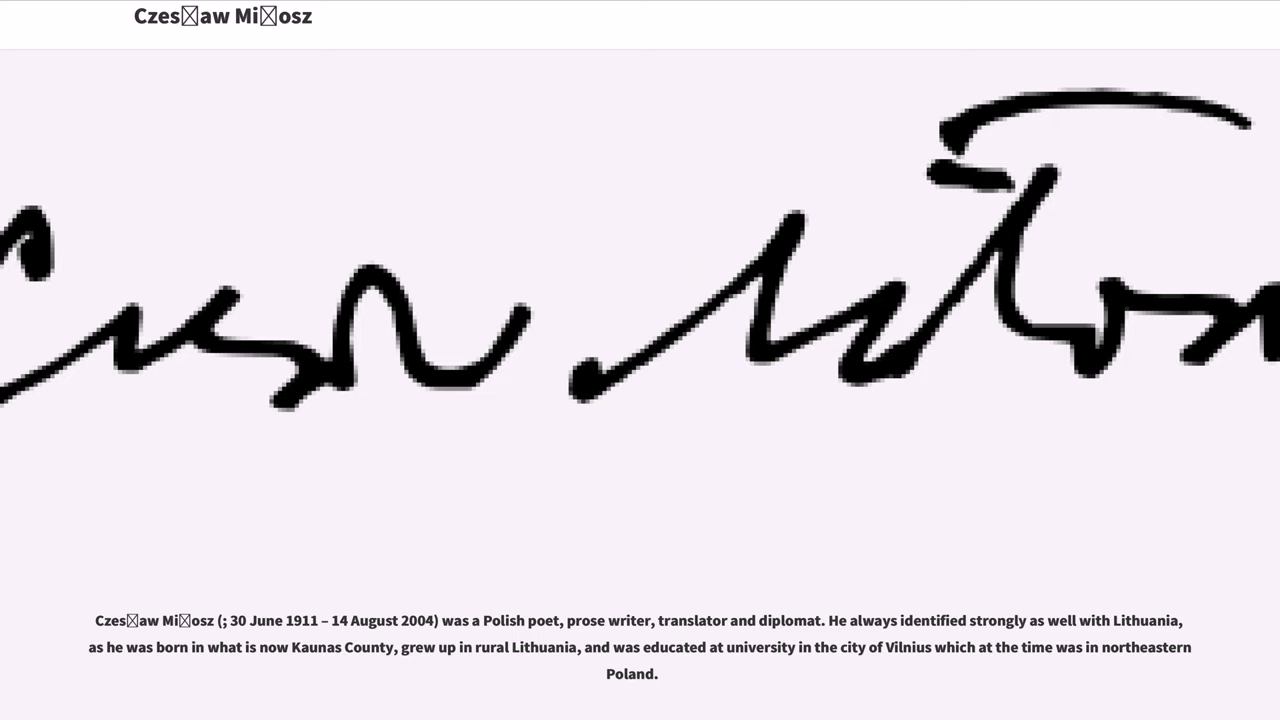 Czes□aw Mi□osz
Czes□aw Mi□osz (; 30 June 1911 – 14 August 2004) was a Polish poet, prose writer, translator and diplomat. He always identified strongly as well with Lithuania,
as he was born in what is now Kaunas County, grew up in rural Lithuania, and was educated at university in the city of Vilnius which at the time was in northeastern
Poland.